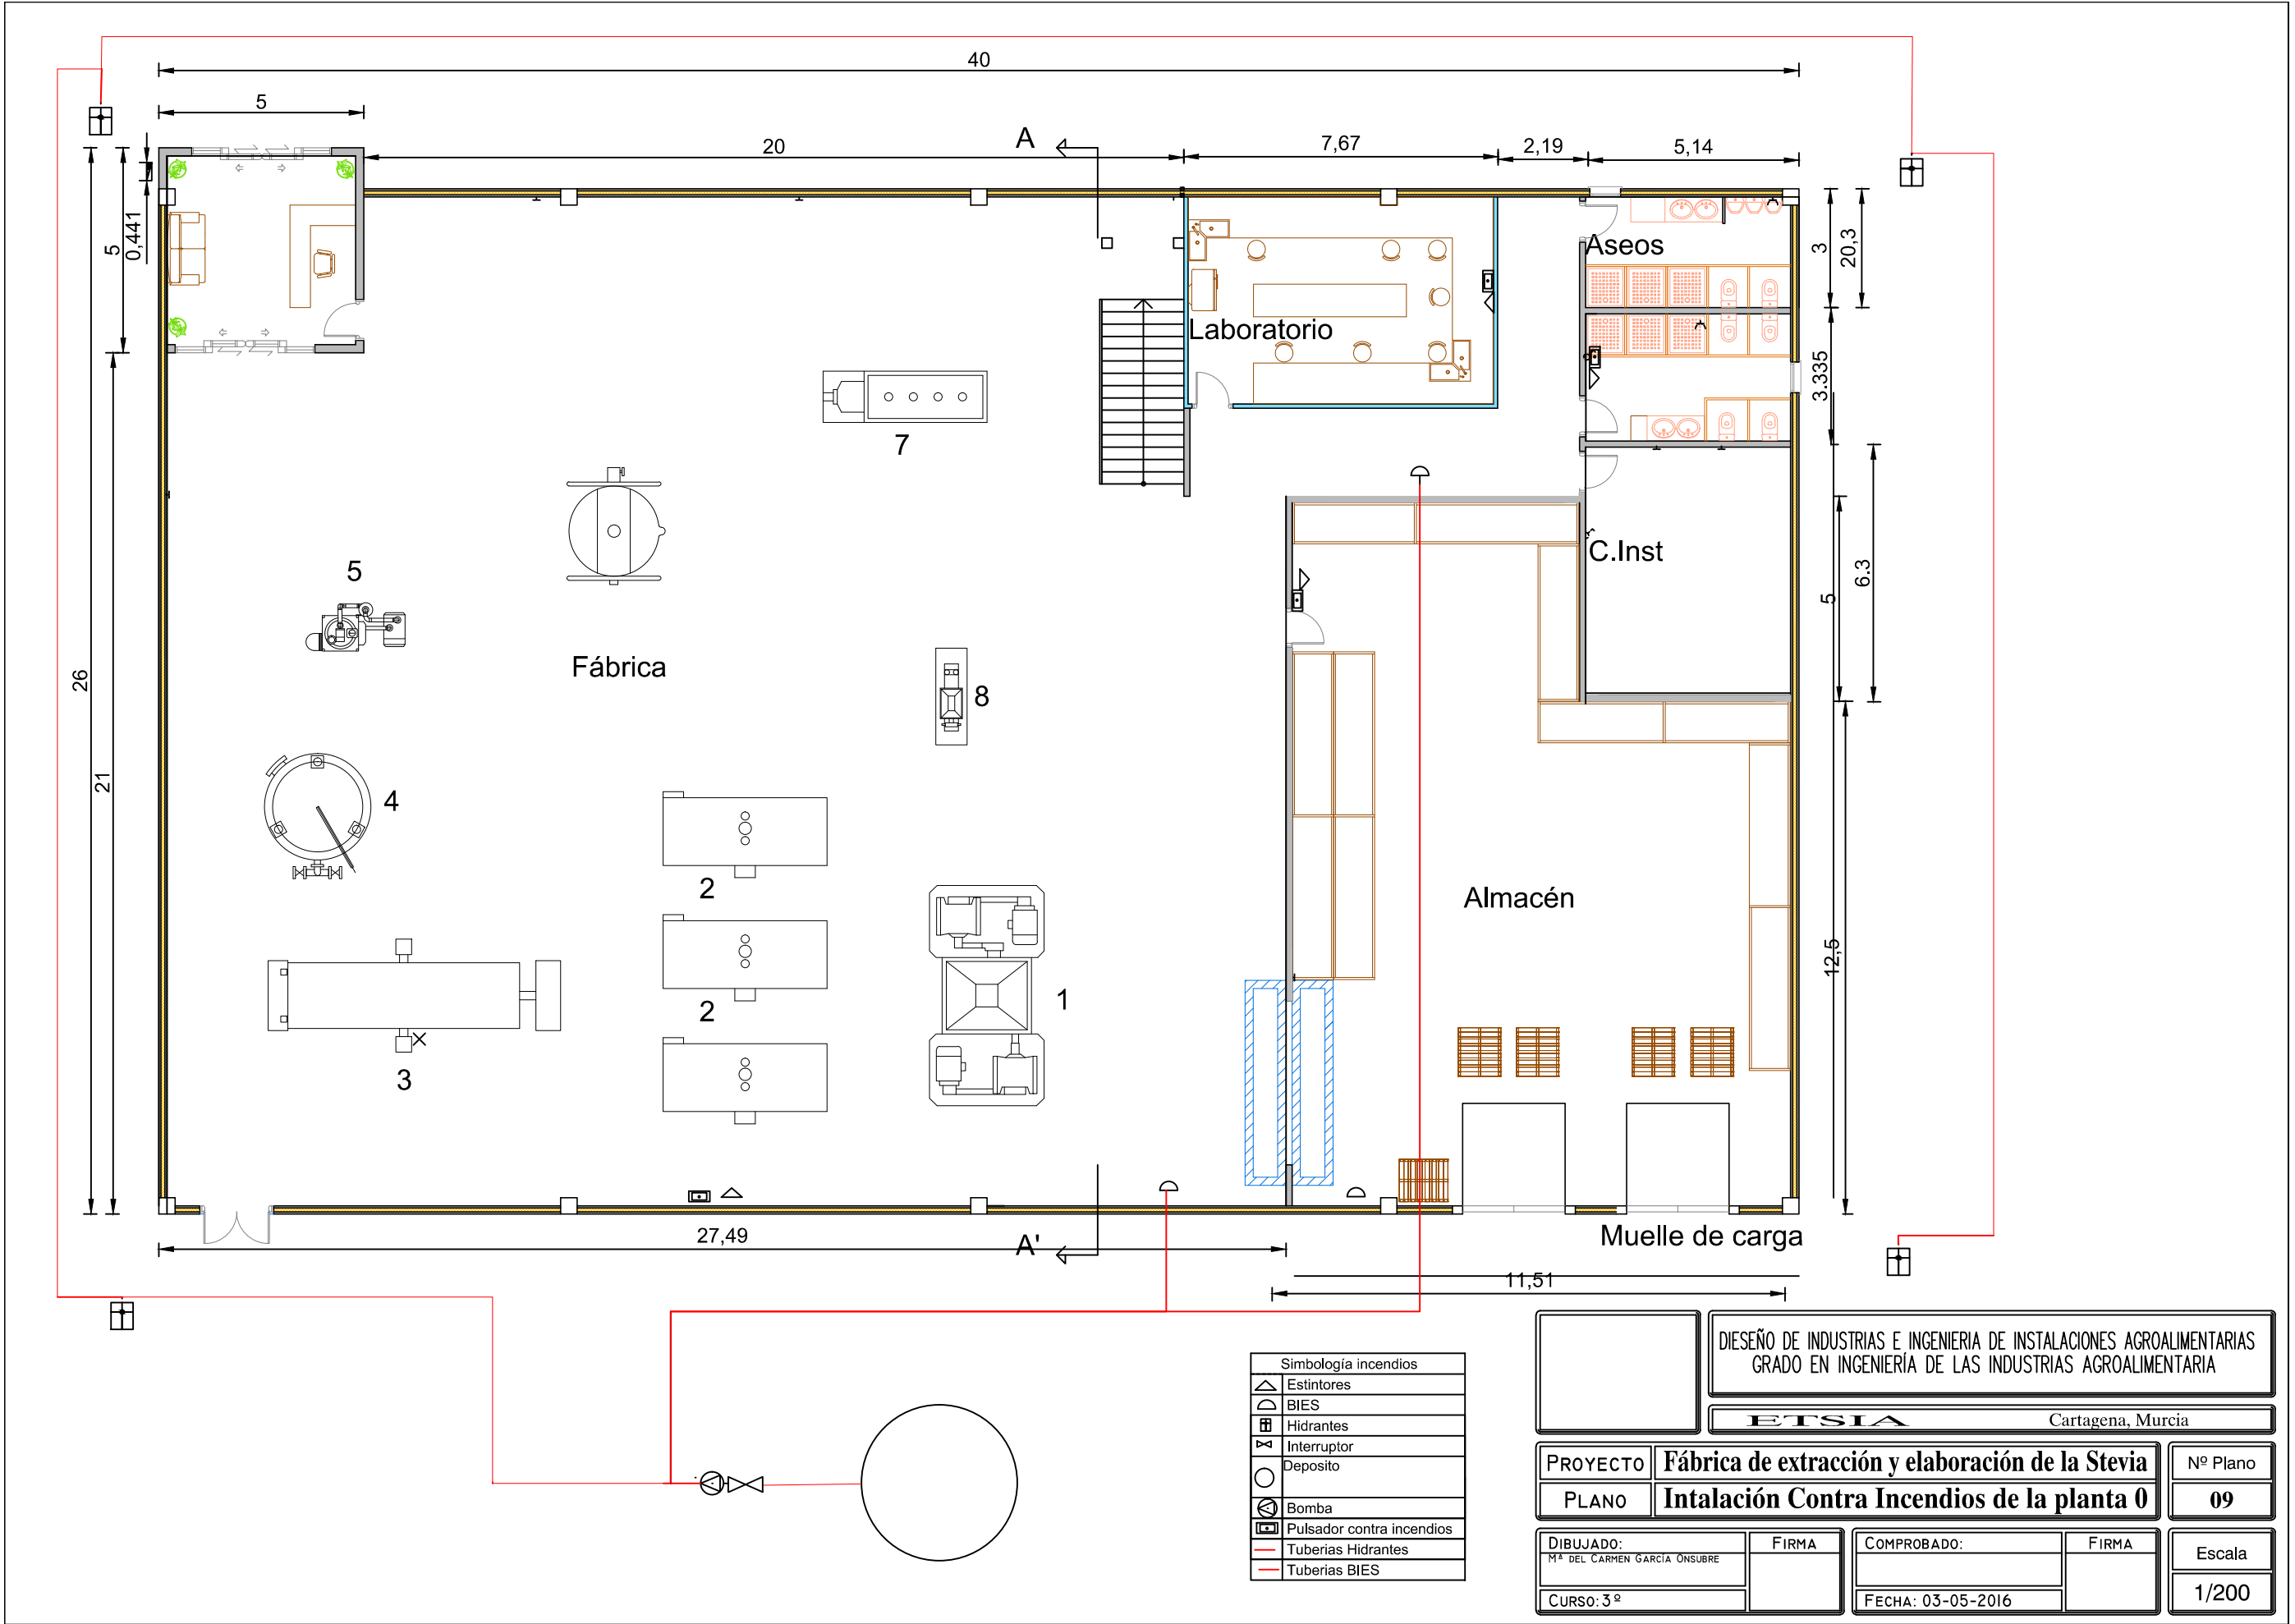 40
5
20
A
7,67
2,19
5,14
5
0,441
3
20,3
Aseos
Laboratorio
3.335
7
5
C.Inst
5
6.3
Fábrica
26
8
21
4
2
Almacén
12,5
2
1
3
27,49
A'
Muelle de carga
11,51
Simbología incendios
Estintores
BIES
Hidrantes
Interruptor
Deposito
Bomba
Pulsador contra incendios
Tuberias Hidrantes
Tuberias BIES
DIESEÑO DE INDUSTRIAS E INGENIERIA DE INSTALACIONES AGROALIMENTARIAS
GRADO EN INGENIERÍA DE LAS INDUSTRIAS AGROALIMENTARIA
ETSIA Cartagena, Murcia
PROYECTO Fábrica de extracción y elaboración de la Stevia Nº Plano
PLANO Intalación Contra Incendios de la planta 0 09
DIBUJADO: FIRMA COMPROBADO: FIRMA Escala
Mª DEL CARMEN GARCÍA ONSUBRE
CURSO: 3º FECHA: 03-05-2016 1/200